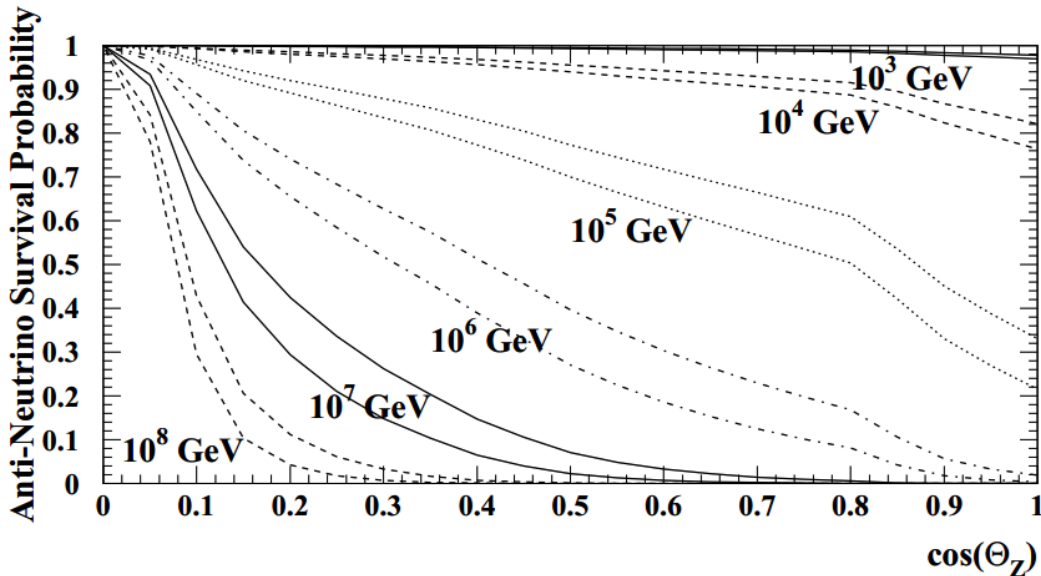 Anti-Neutrino Survival Probability
1
0.9
0.8
0.7
0.6
0.5
0.4
0.3
0.2
0.1
0
10³ GeV
10⁴ GeV
10⁵ GeV
10⁶ GeV
10⁷ GeV
10⁸ GeV
0 0.1 0.2 0.3 0.4 0.5 0.6 0.7 0.8 0.9 1
cos(Θ_Z)